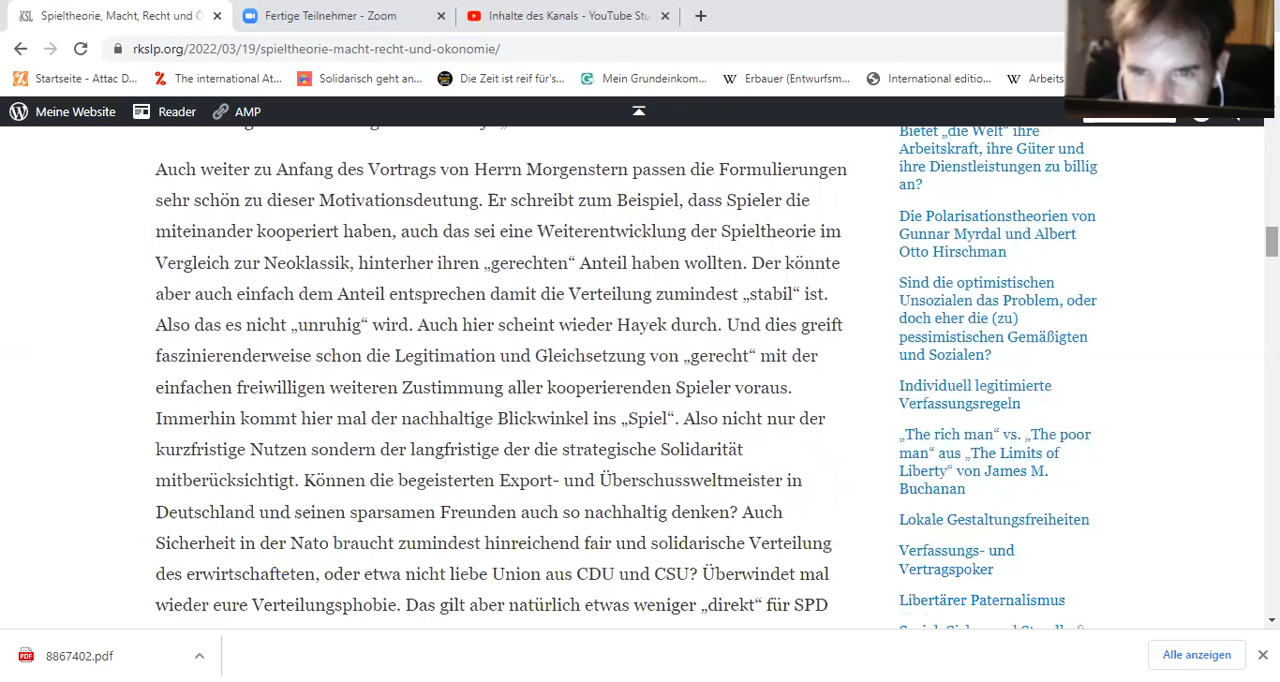 KSL Spieltheorie, Macht, Recht und Ö
Fertige Teilnehmer - Zoom
Inhalte des Kanals - YouTube Stu
rkslp.org/2022/03/19/spieltheorie-macht-recht-und-okonomie/
Startseite - Attac D...
The international At...
Solidarisch geht an...
Die Zeit ist reif für's...
Mein Grundeinkom...
Erbauer (Entwurfsm...
International editio...
Arbeits
Meine Website
Reader
AMP
Auch weiter zu Anfang des Vortrags von Herrn Morgenstern passen die Formulierungen
sehr schön zu dieser Motivationsdeutung. Er schreibt zum Beispiel, dass Spieler die
miteinander kooperiert haben, auch das sei eine Weiterentwicklung der Spieltheorie im
Vergleich zur Neoklassik, hinterher ihren „gerechten“ Anteil haben wollten. Der könnte
aber auch einfach dem Anteil entsprechen damit die Verteilung zumindest „stabil“ ist.
Also das es nicht „unruhig“ wird. Auch hier scheint wieder Hayek durch. Und dies greift
faszinierenderweise schon die Legitimation und Gleichsetzung von „gerecht“ mit der
einfachen freiwilligen weiteren Zustimmung aller kooperierenden Spieler voraus.
Immerhin kommt hier mal der nachhaltige Blickwinkel ins „Spiel“. Also nicht nur der
kurzfristige Nutzen sondern der langfristige der die strategische Solidarität
mitberücksichtigt. Können die begeisterten Export- und Überschussweltmeister in
Deutschland und seinen sparsamen Freunden auch so nachhaltig denken? Auch
Sicherheit in der Nato braucht zumindest hinreichend fair und solidarische Verteilung
des erwirtschafteten, oder etwa nicht liebe Union aus CDU und CSU? Überwindet mal
wieder eure Verteilungsphobie. Das gilt aber natürlich etwas weniger „direkt“ für SPD
Bietet „die Welt“ ihre
Arbeitskraft, ihre Güter und
ihre Dienstleistungen zu billig
an?
Die Polarisationstheorien von
Gunnar Myrdal und Albert
Otto Hirschman
Sind die optimistischen
Unsozialen das Problem, oder
doch eher die (zu)
pessimistischen Gemäßigten
und Sozialen?
Individuell legitimierte
Verfassungsregeln
„The rich man“ vs. „The poor
man“ aus „The Limits of
Liberty“ von James M.
Buchanan
Lokale Gestaltungsfreiheiten
Verfassungs- und
Vertragspoker
Libertärer Paternalismus
8867402.pdf
Alle anzeigen